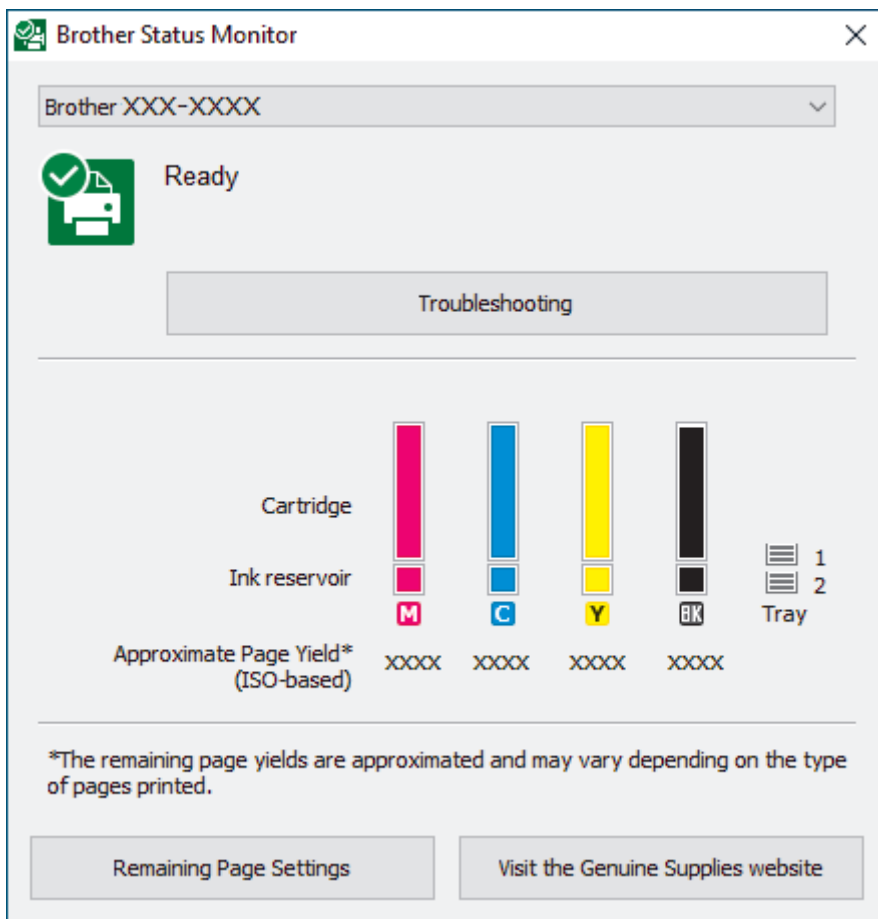 Brother Status Monitor
Brother XXX-XXXX
Ready
Troubleshooting
Cartridge
Ink reservoir
1
2
M C Y BK Tray
Approximate Page Yield*
(ISO-based)
XXXX XXXX XXXX XXXX
*The remaining page yields are approximated and may vary depending on the type
of pages printed.
Remaining Page Settings
Visit the Genuine Supplies website